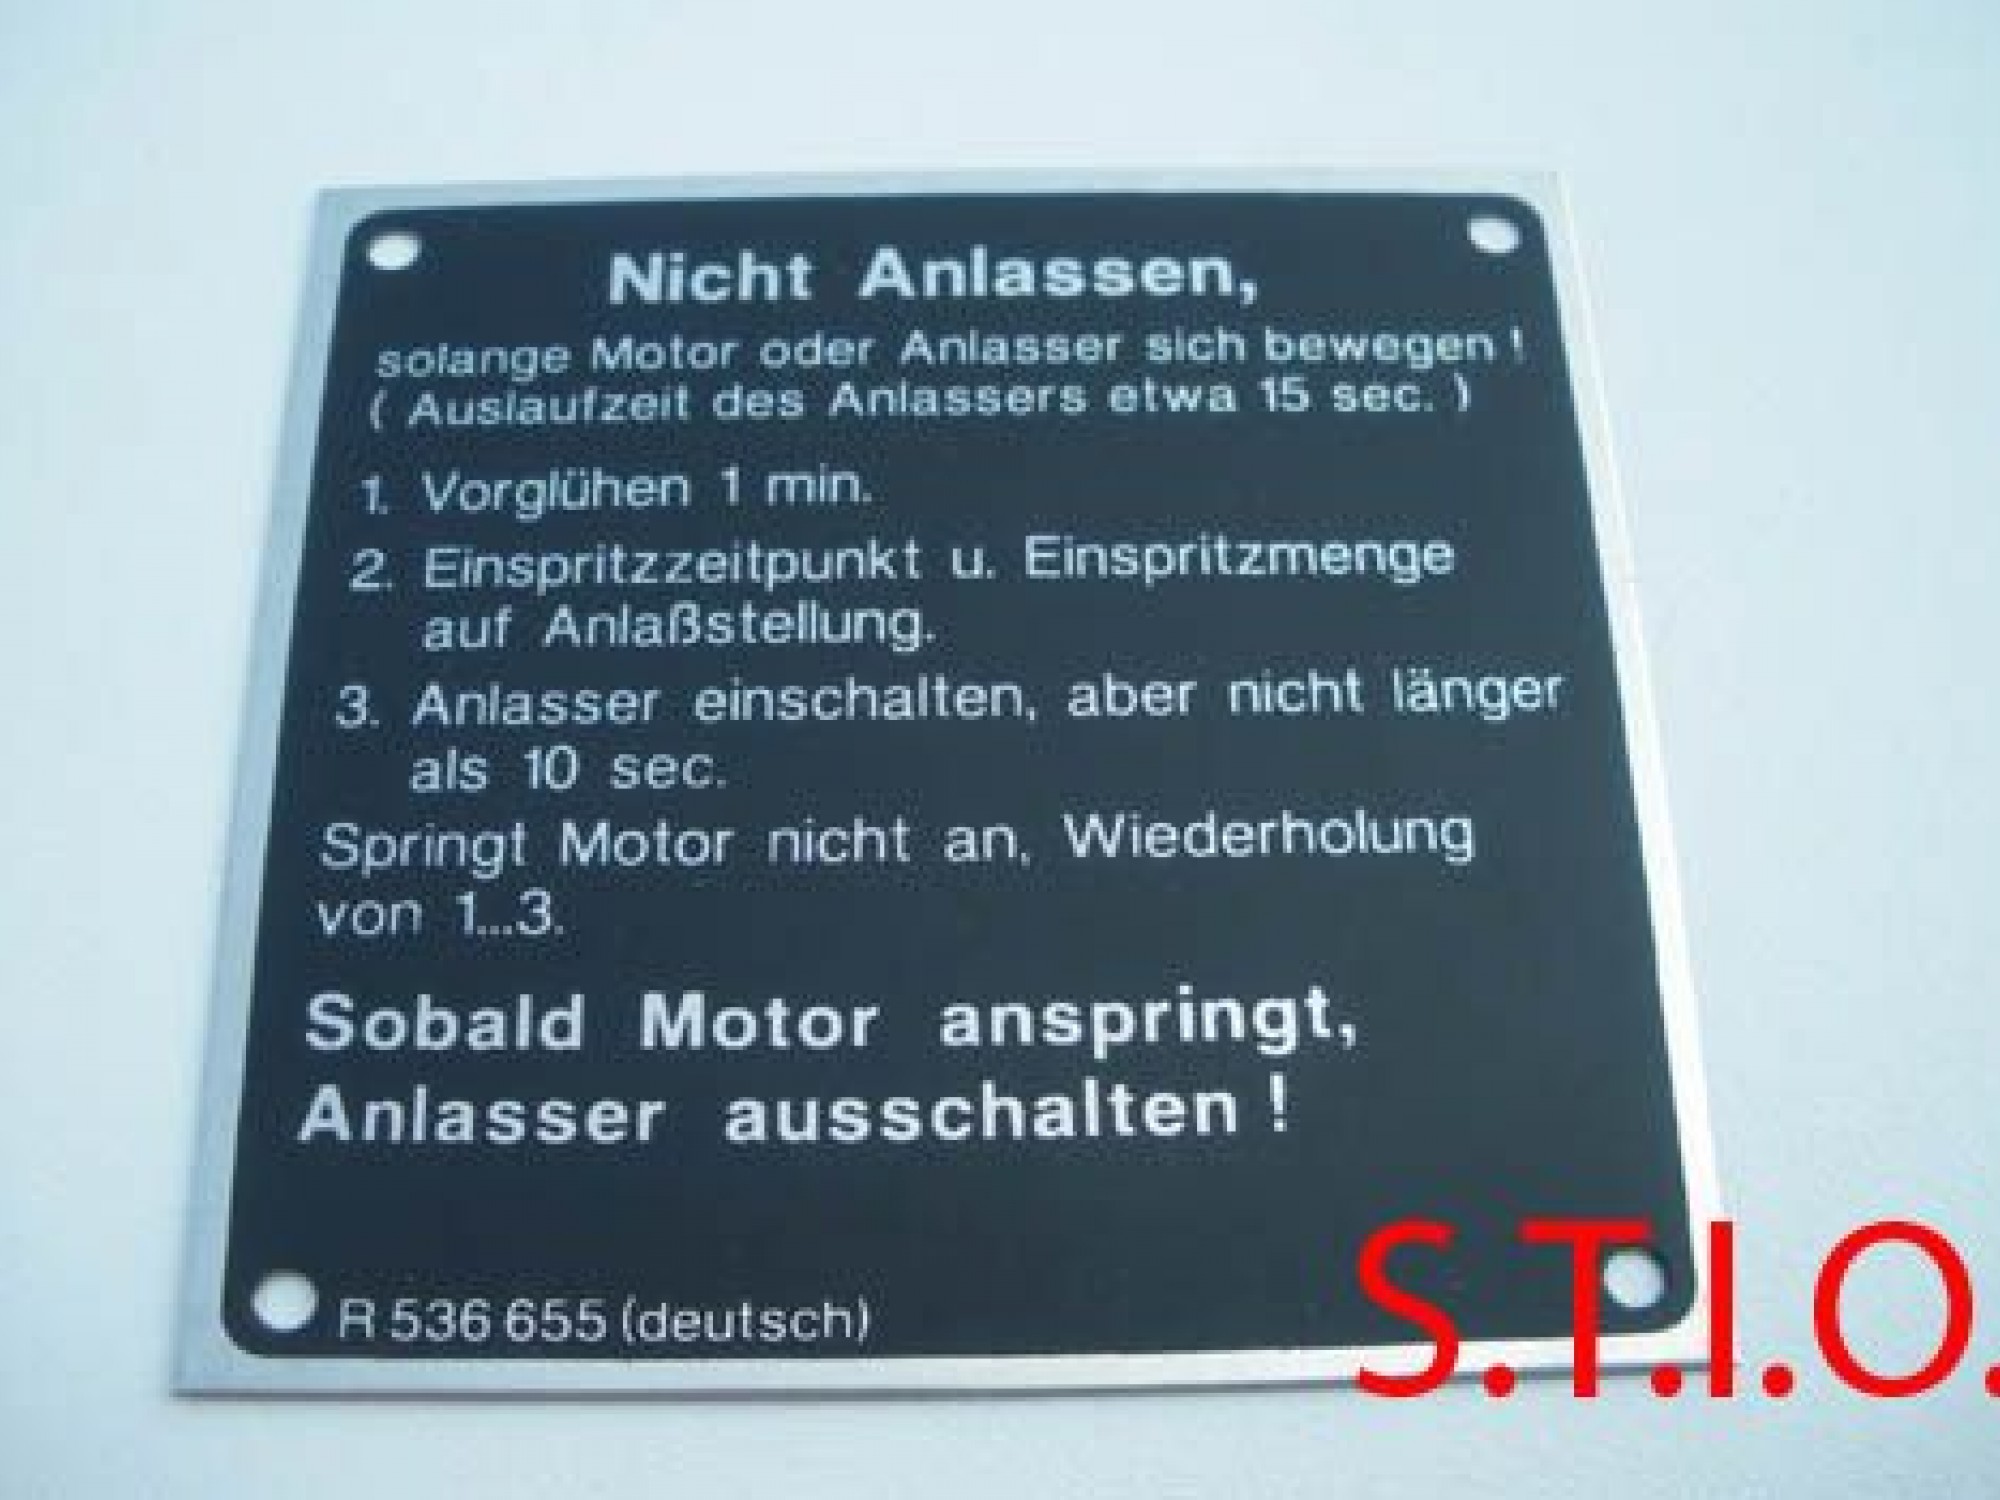 Nicht Anlassen,
solange Motor oder Anlasser sich bewegen !
( Auslaufzeit des Anlassers etwa 15 sec. )
1. Vorglühen 1 min.
2. Einspritzzeitpunkt u. Einspritzmenge
auf Anlaßstellung.
3. Anlasser einschalten, aber nicht länger
als 10 sec.
Springt Motor nicht an, Wiederholung
von 1...3.
Sobald Motor anspringt,
Anlasser ausschalten !
R 536 655 (deutsch)
S.T.I.O.